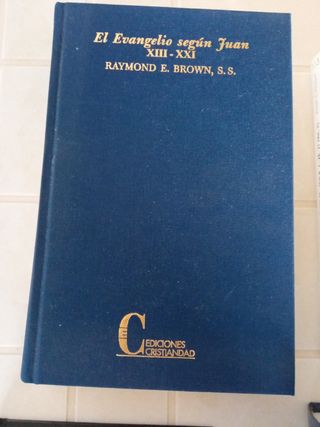 El Evangelio según Juan
XIII - XXI
RAYMOND E. BROWN, S. S.
EDICIONES
CRISTIANDAD